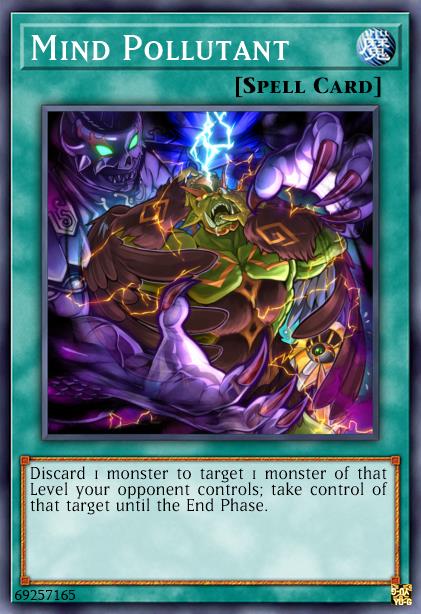 Mind Pollutant
魔
[Spell Card]
Discard 1 monster to target 1 monster of that
Level your opponent controls; take control of
that target until the End Phase.
69257165